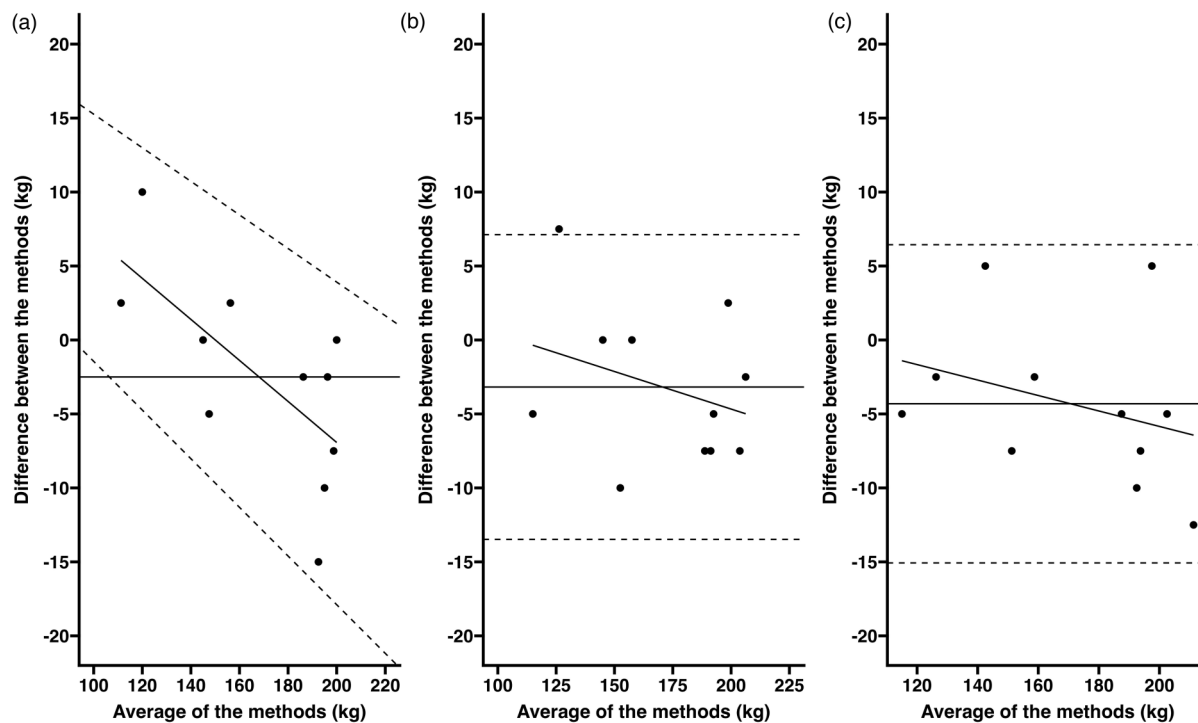 (a)
Difference between the methods (kg)
20
15
10
5
0
-5
-10
-15
-20
100 120 140 160 180 200 220
Average of the methods (kg)
(b)
Difference between the methods (kg)
20
15
10
5
0
-5
-10
-15
-20
100 125 150 175 200 225
Average of the methods (kg)
(c)
Difference between the methods (kg)
20
15
10
5
0
-5
-10
-15
-20
120 140 160 180 200
Average of the methods (kg)